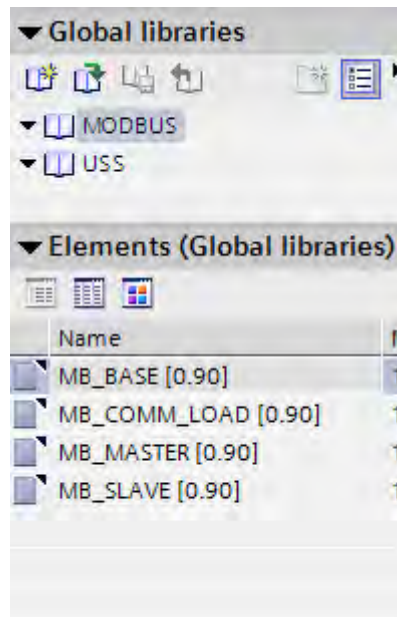 Global libraries
MODBUS
USS
Elements (Global libraries)
Name
MB_BASE [0.90]
MB_COMM_LOAD [0.90]
MB_MASTER [0.90]
MB_SLAVE [0.90]